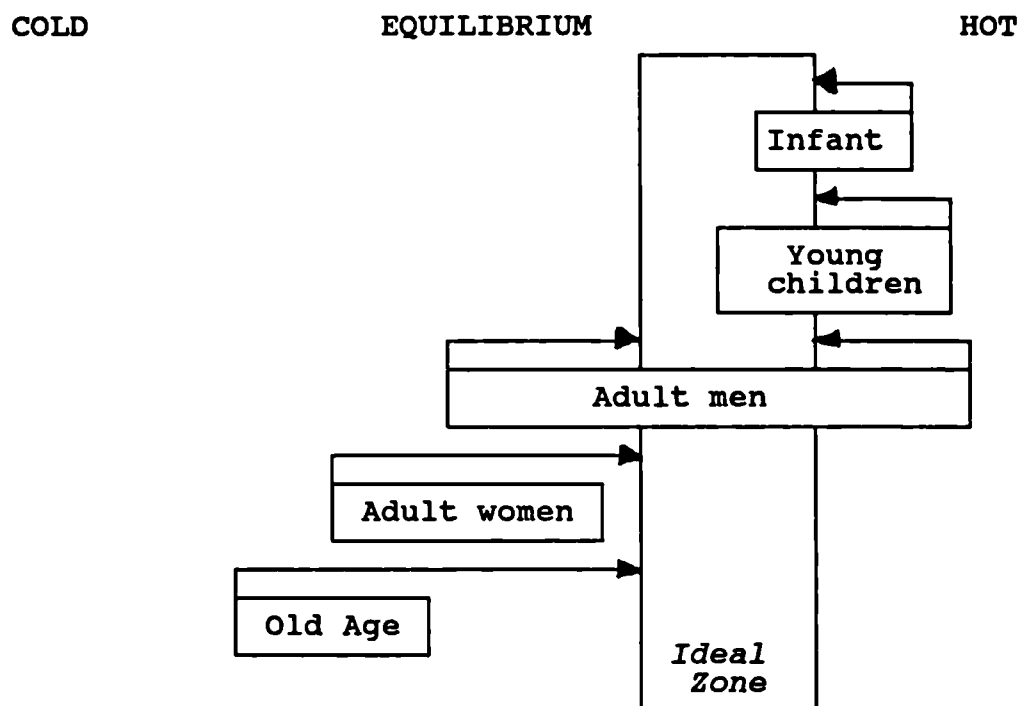 COLD EQUILIBRIUM HOT
Infant
Young
children
Adult men
Adult women
Old Age
Ideal
Zone